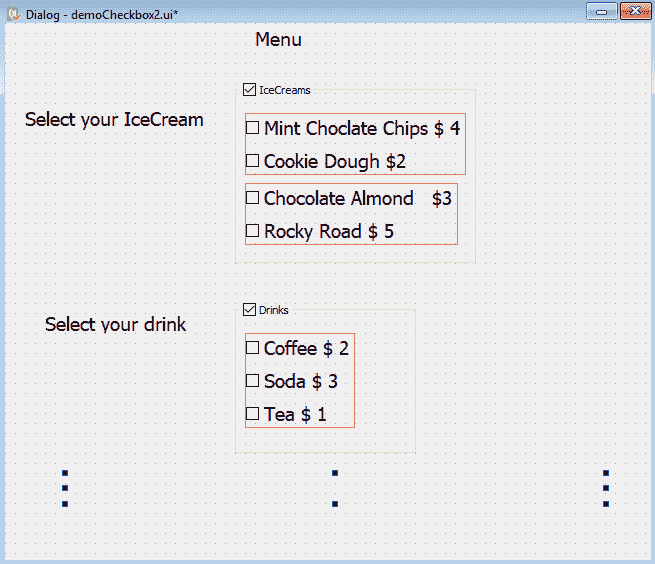 Dialog - demoCheckbox2.ui*
Menu
IceCreams
Select your IceCream
Mint Choclate Chips $ 4
Cookie Dough $2
Chocolate Almond $3
Rocky Road $ 5
Drinks
Select your drink
Coffee $ 2
Soda $ 3
Tea $ 1